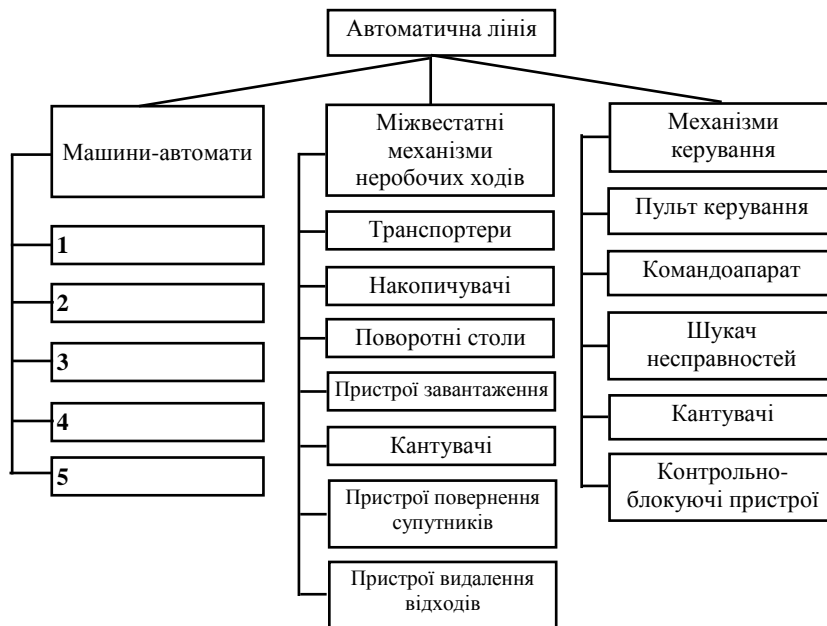 Автоматична лінія
Машини-автомати
1
2
3
4
5
Міжвестатні
механізми
неробочих ходів
Транспортери
Накопичувачі
Поворотні столи
Пристрої завантаження
Кантувачі
Пристрої повернення
супутників
Пристрої видалення
відходів
Механізми
керування
Пульт керування
Командоапарат
Шукач
несправностей
Кантувачі
Контрольно-
блокуючі пристрої